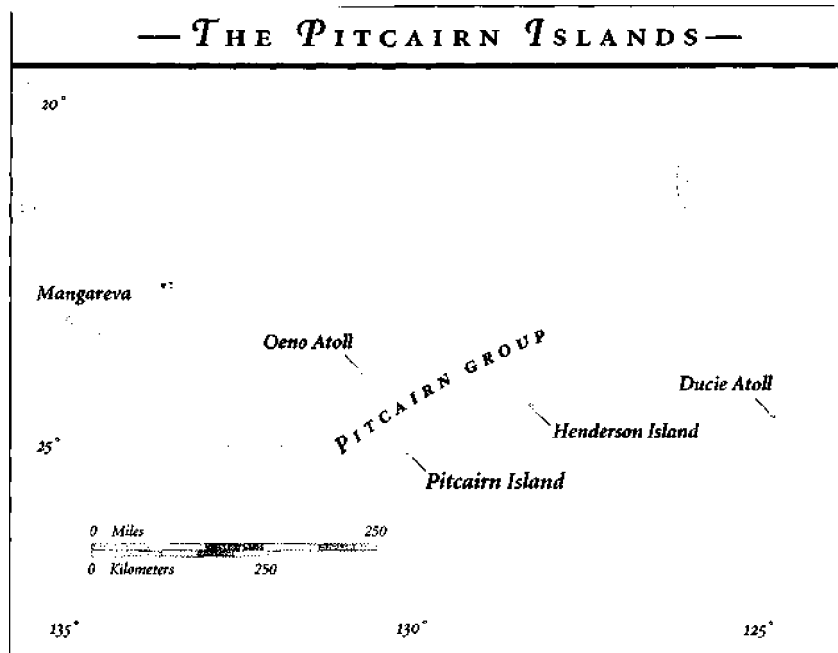 — THE PITCAIRN ISLANDS —
20°
Mangareva
Oeno Atoll
PITCAIRN GROUP
Ducie Atoll
Henderson Island
25°
Pitcairn Island
0 Miles 250
0 Kilometers 250
135° 130° 125°